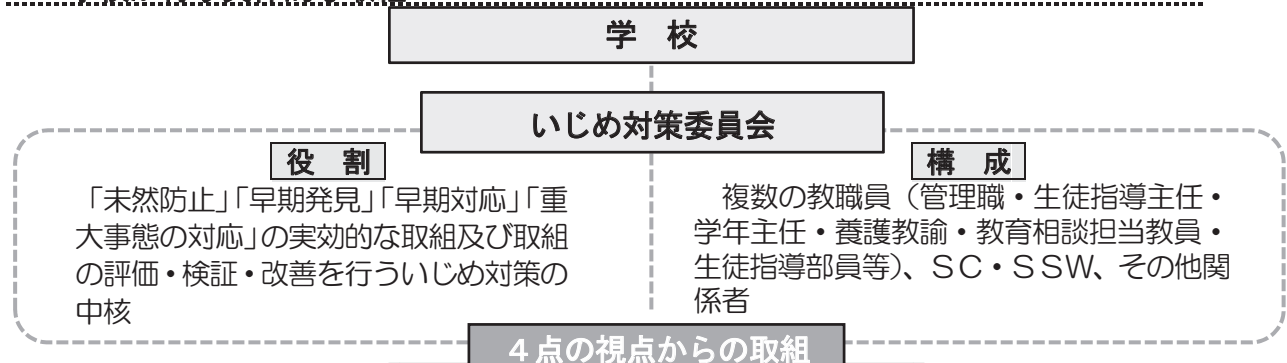 学 校
いじめ対策委員会
役 割
「未然防止」「早期発見」「早期対応」「重
大事態の対応」の実効的な取組及び取組
の評価・検証・改善を行ういじめ対策の
中核
構 成
複数の教職員（管理職・生徒指導主任・
学年主任・養護教諭・教育相談担当教員・
生徒指導部員等）、ＳＣ・ＳＳＷ、その他関
係者
４点の視点からの取組